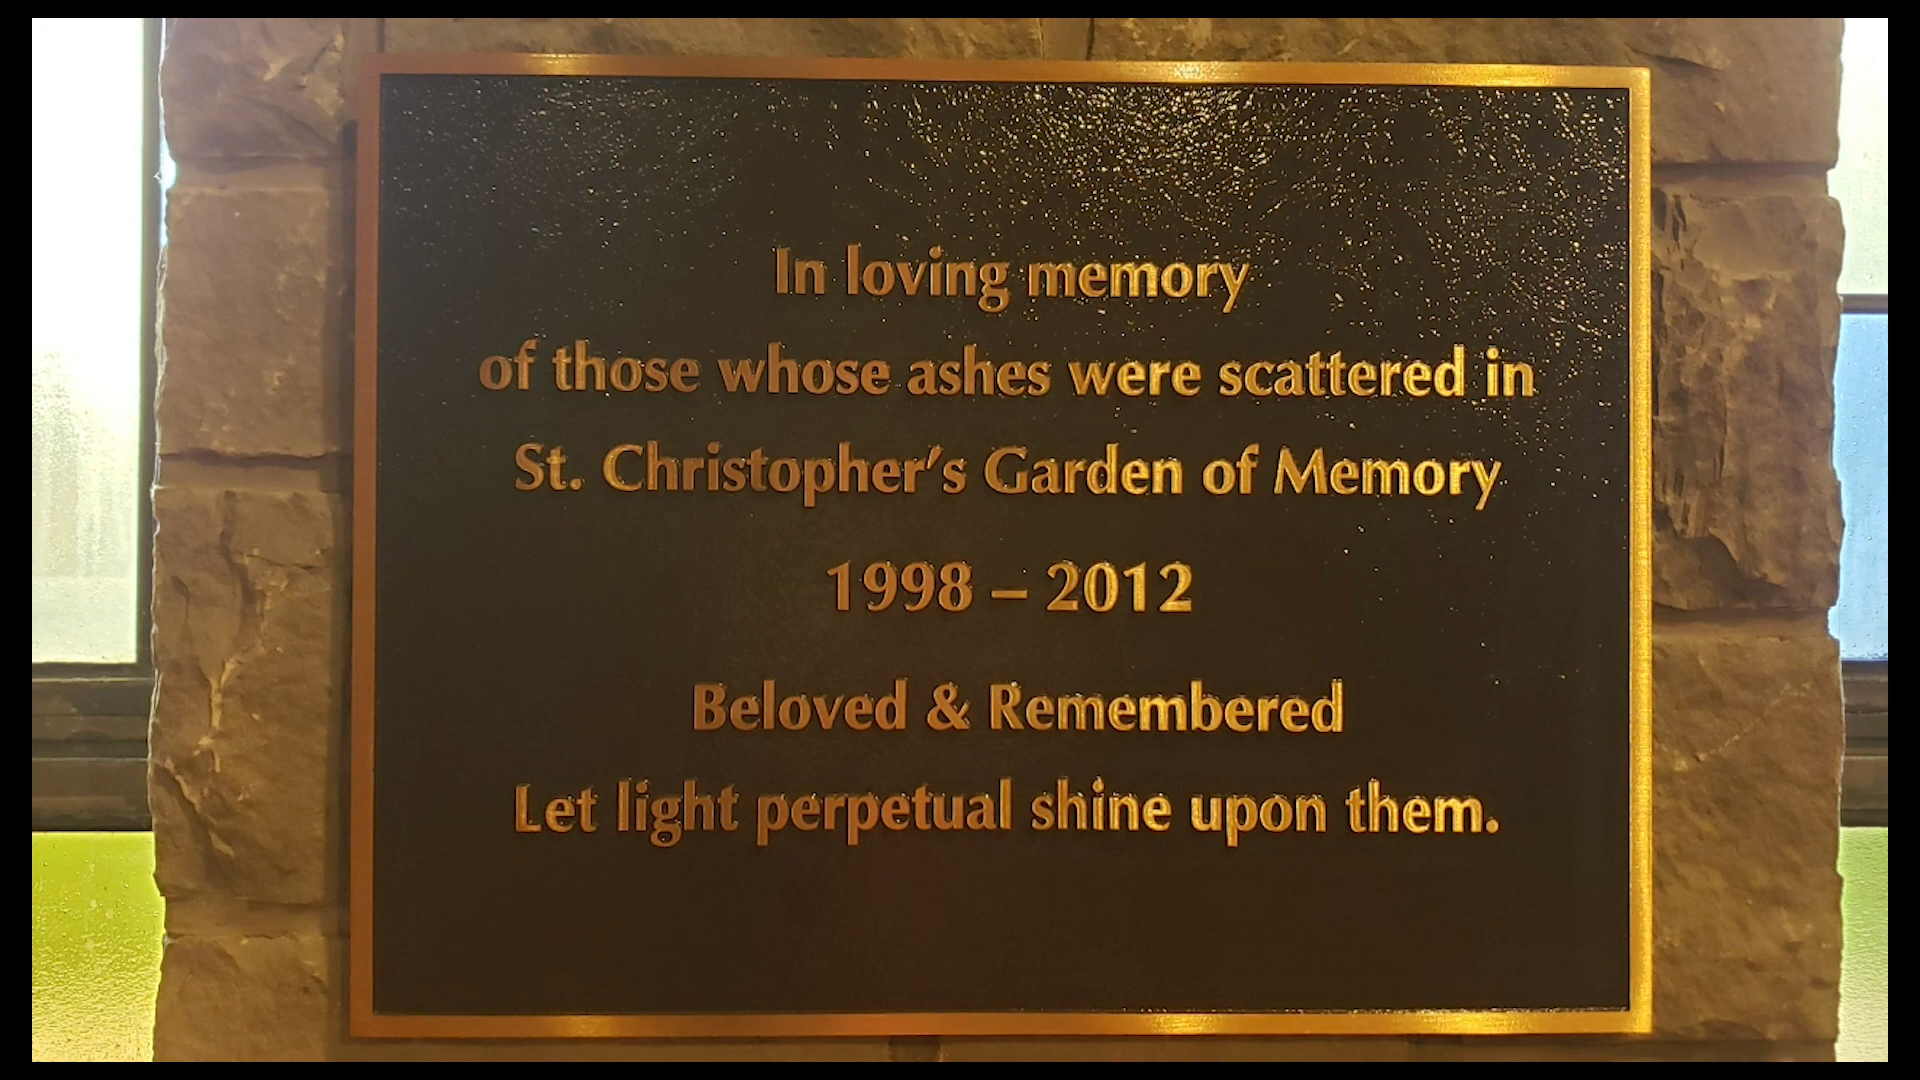 In loving memory
of those whose ashes were scattered in
St. Christopher’s Garden of Memory
1998 – 2012
Beloved & Remembered
Let light perpetual shine upon them.